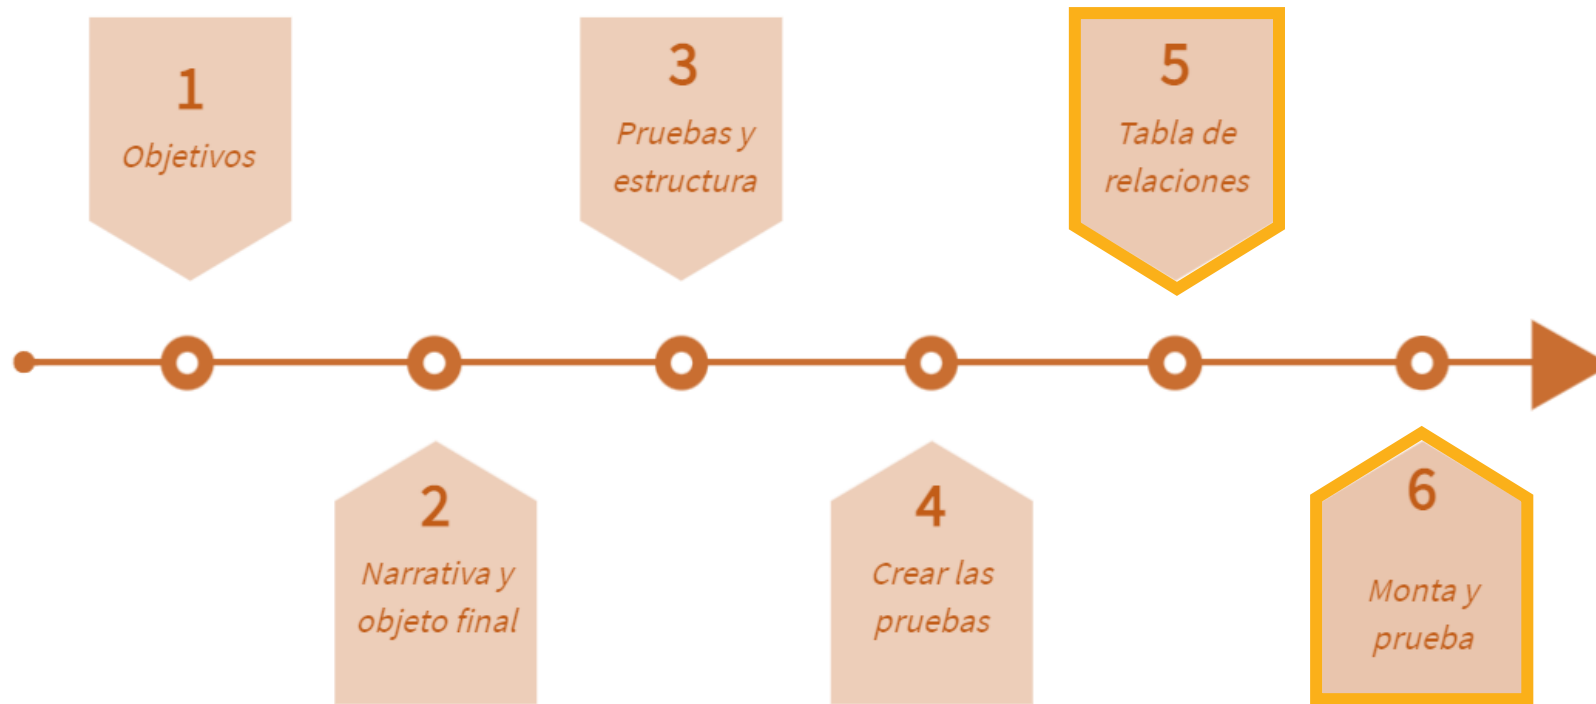 1
Objetivos
2
Narrativa y
objeto final
3
Pruebas y
estructura
4
Crear las
pruebas
5
Tabla de
relaciones
6
Monta y
prueba